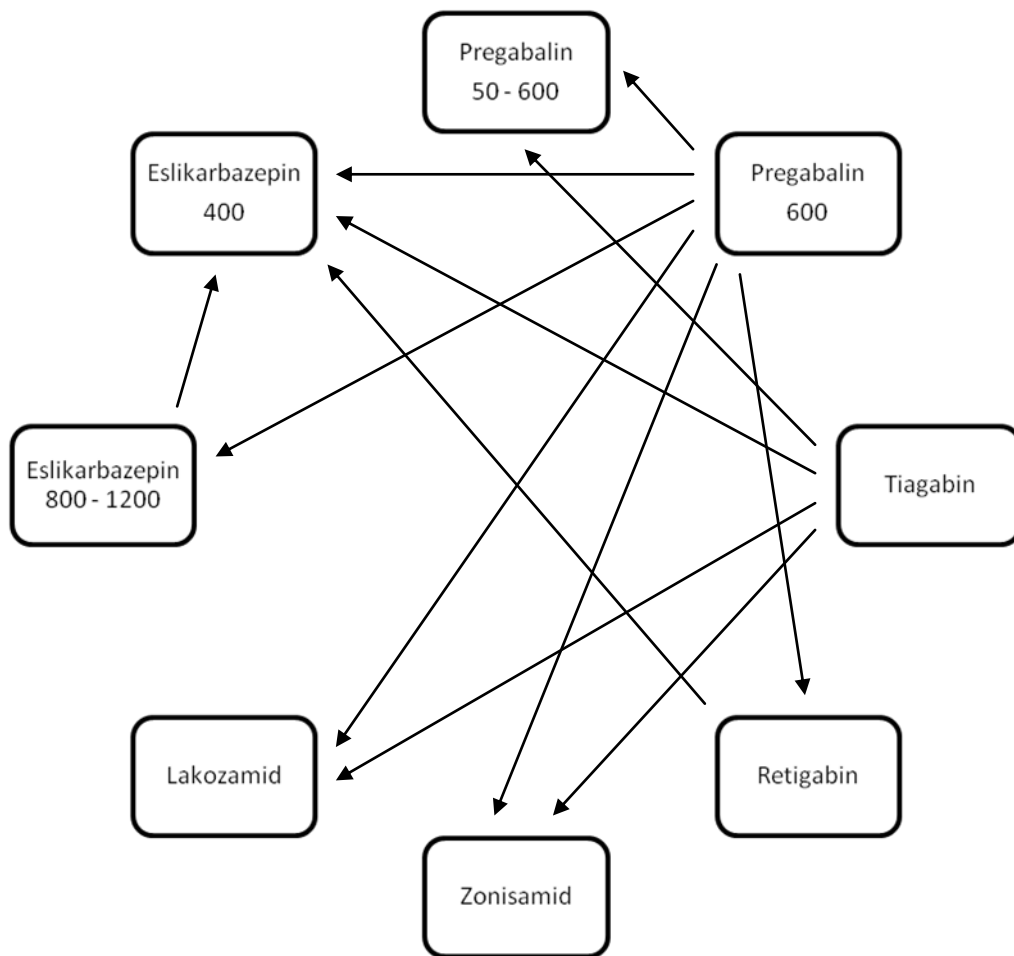 Pregabalin
50 - 600
Eslikarbazepin
400
Pregabalin
600
Eslikarbazepin
800 - 1200
Tiagabin
Lakozamid
Retigabin
Zonisamid